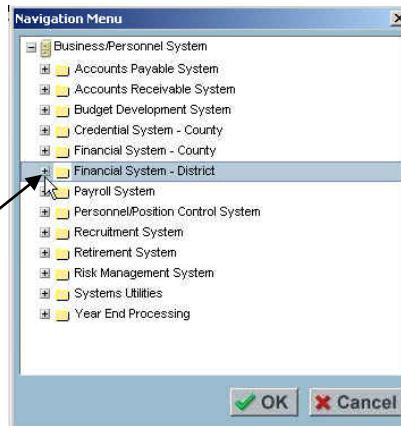 Navigation Menu
Business/Personnel System
Accounts Payable System
Accounts Receivable System
Budget Development System
Credential System - County
Financial System - County
Financial System - District
Payroll System
Personnel/Position Control System
Recruitment System
Retirement System
Risk Management System
Systems Utilities
Year End Processing
OK Cancel